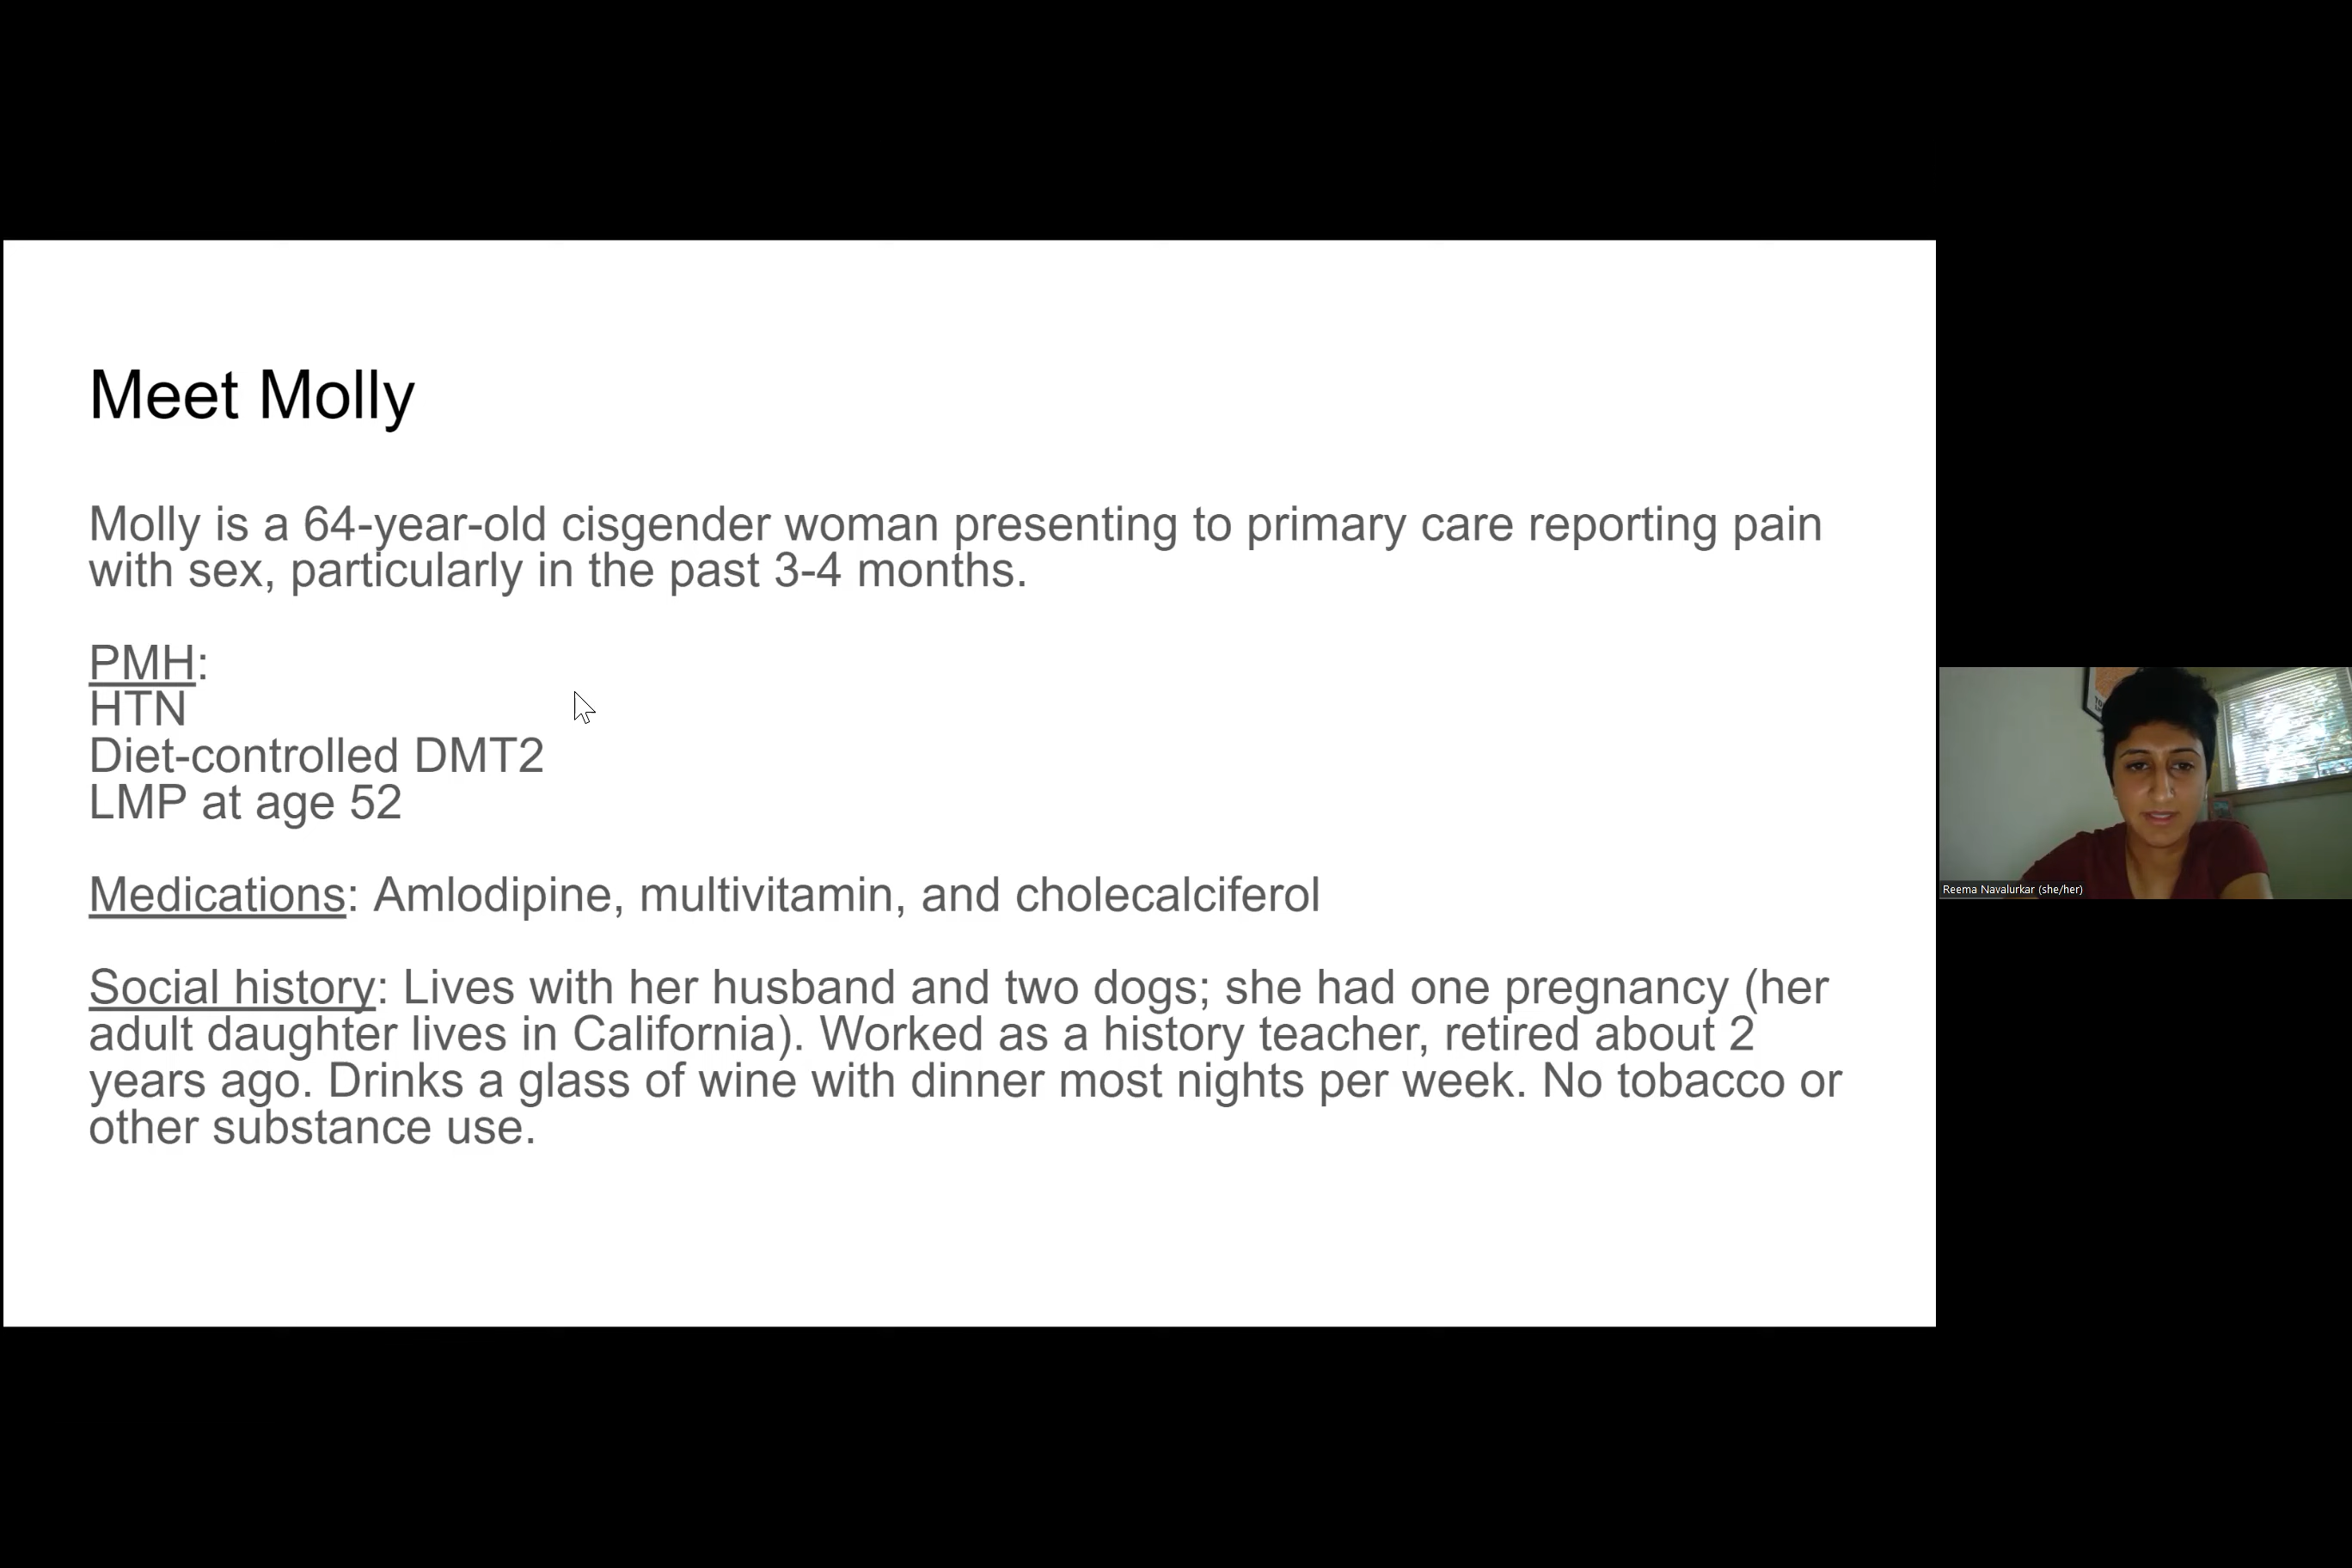 Meet Molly
Molly is a 64-year-old cisgender woman presenting to primary care reporting pain
with sex, particularly in the past 3-4 months.
PMH:
HTN
Diet-controlled DMT2
LMP at age 52
Medications: Amlodipine, multivitamin, and cholecalciferol
Social history: Lives with her husband and two dogs; she had one pregnancy (her
adult daughter lives in California). Worked as a history teacher, retired about 2
years ago. Drinks a glass of wine with dinner most nights per week. No tobacco or
other substance use.
Reema Navalurkar (she/her)